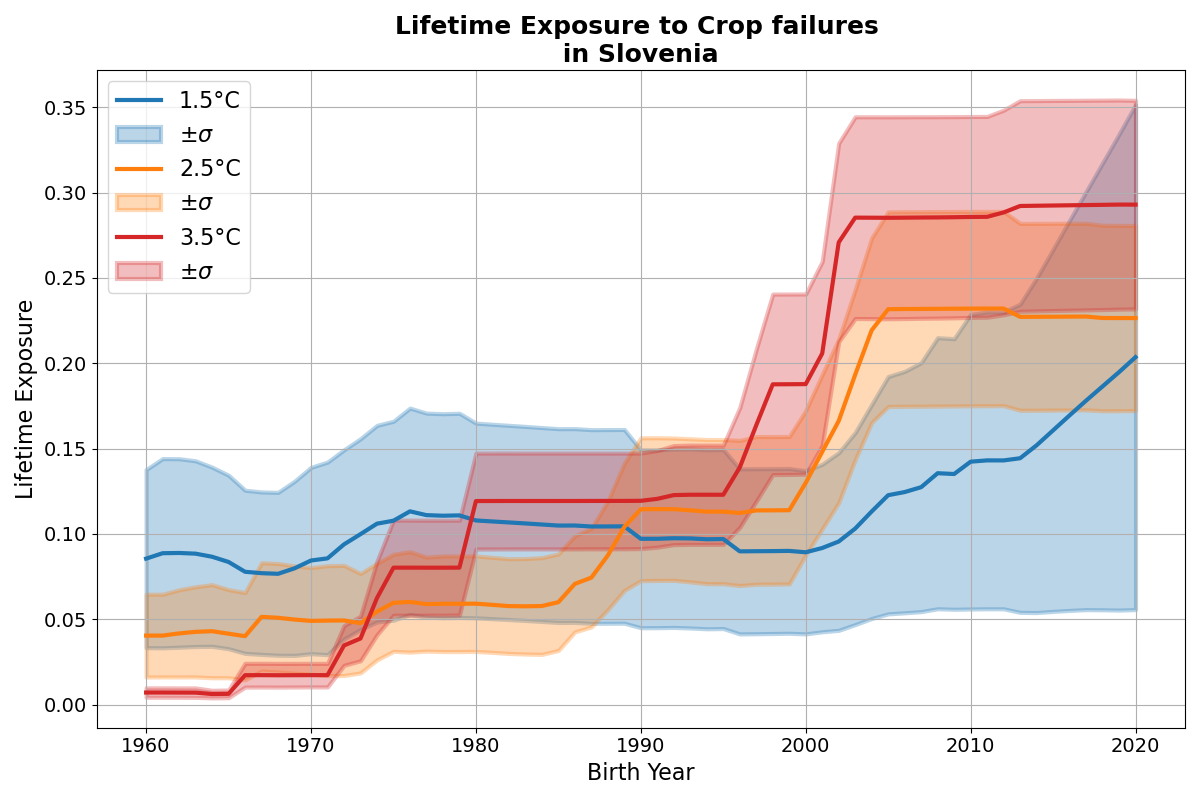 Lifetime Exposure to Crop failures
in Slovenia
1.5°C
±σ
2.5°C
±σ
3.5°C
±σ
Lifetime Exposure
0.35
0.30
0.25
0.20
0.15
0.10
0.05
0.00
1960 1970 1980 1990 2000 2010 2020
Birth Year